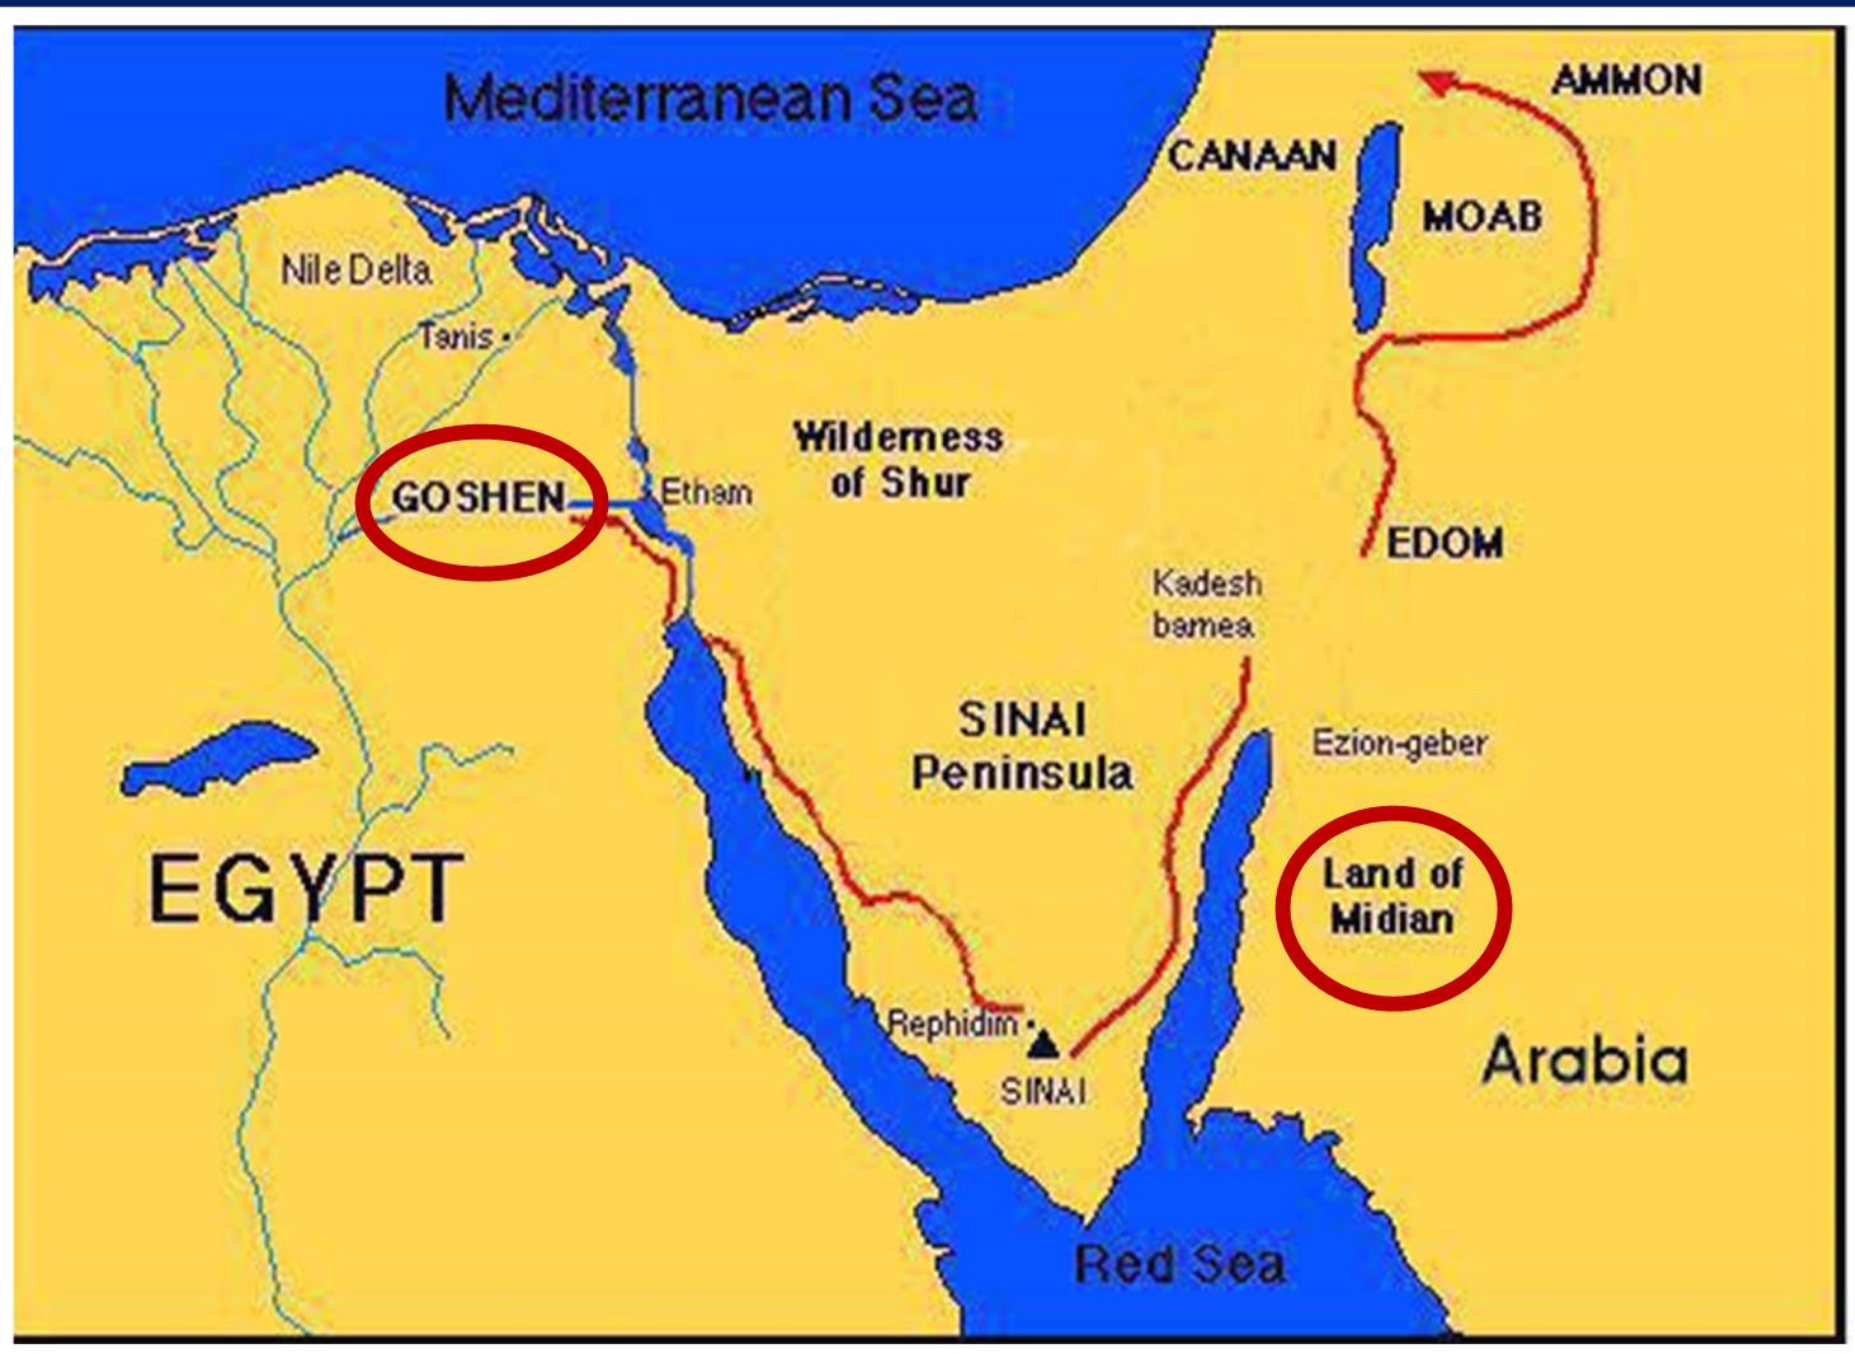 Mediterranean Sea
AMMON
CANAAN
MOAB
Nile Delta
Tanis
Wilderness
of Shur
GOSHEN
Etham
EDOM
Kadesh
barnea
SINAI
Peninsula
Ezion-geber
EGYPT
Land of
Midian
Rephidim
SINAI
Arabia
Red Sea